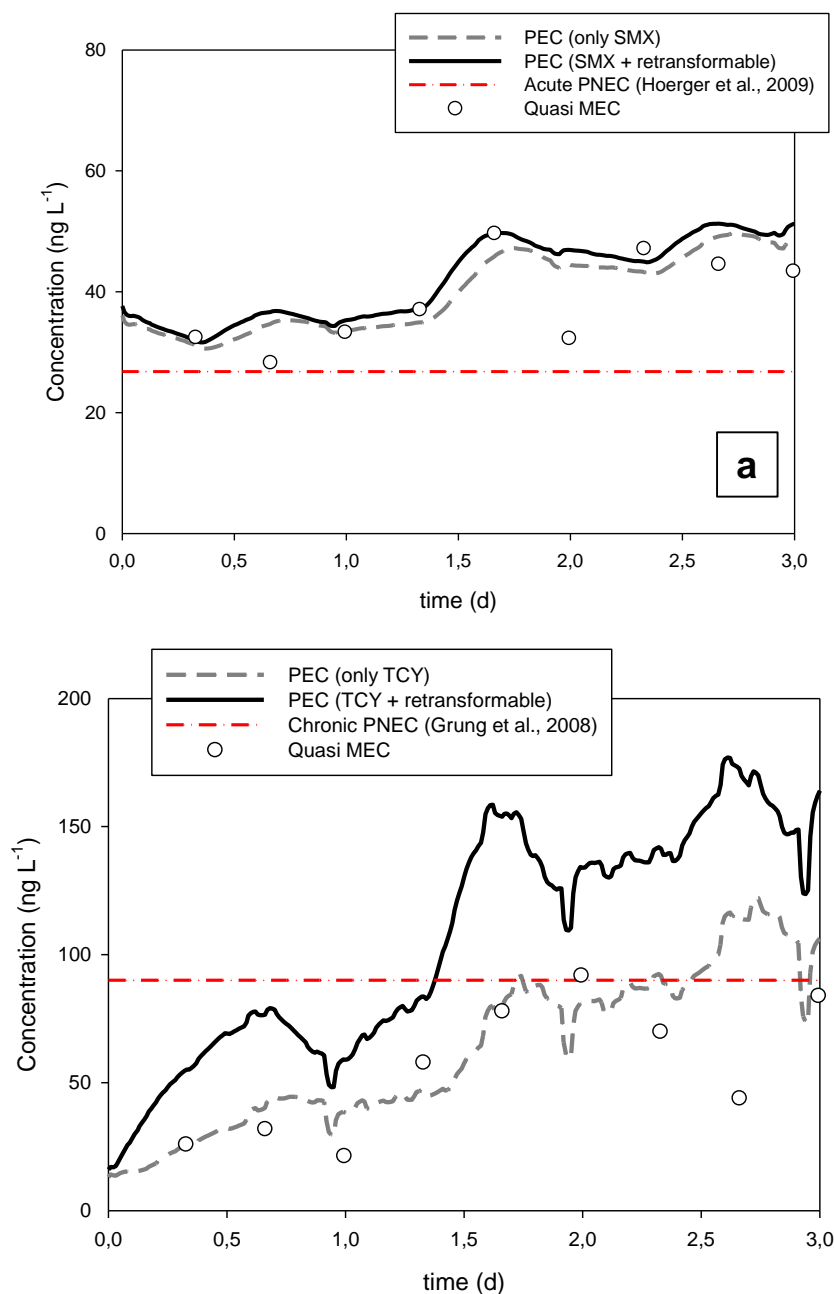 PEC (only SMX)
PEC (SMX + retransformable)
Acute PNEC (Hoerger et al., 2009)
Quasi MEC
80
60
40
20
0
Concentration (ng L⁻¹)
a
0,0 0,5 1,0 1,5 2,0 2,5 3,0
time (d)
PEC (only TCY)
PEC (TCY + retransformable)
Chronic PNEC (Grung et al., 2008)
Quasi MEC
200
150
100
50
0
Concentration (ng L⁻¹)
0,0 0,5 1,0 1,5 2,0 2,5 3,0
time (d)